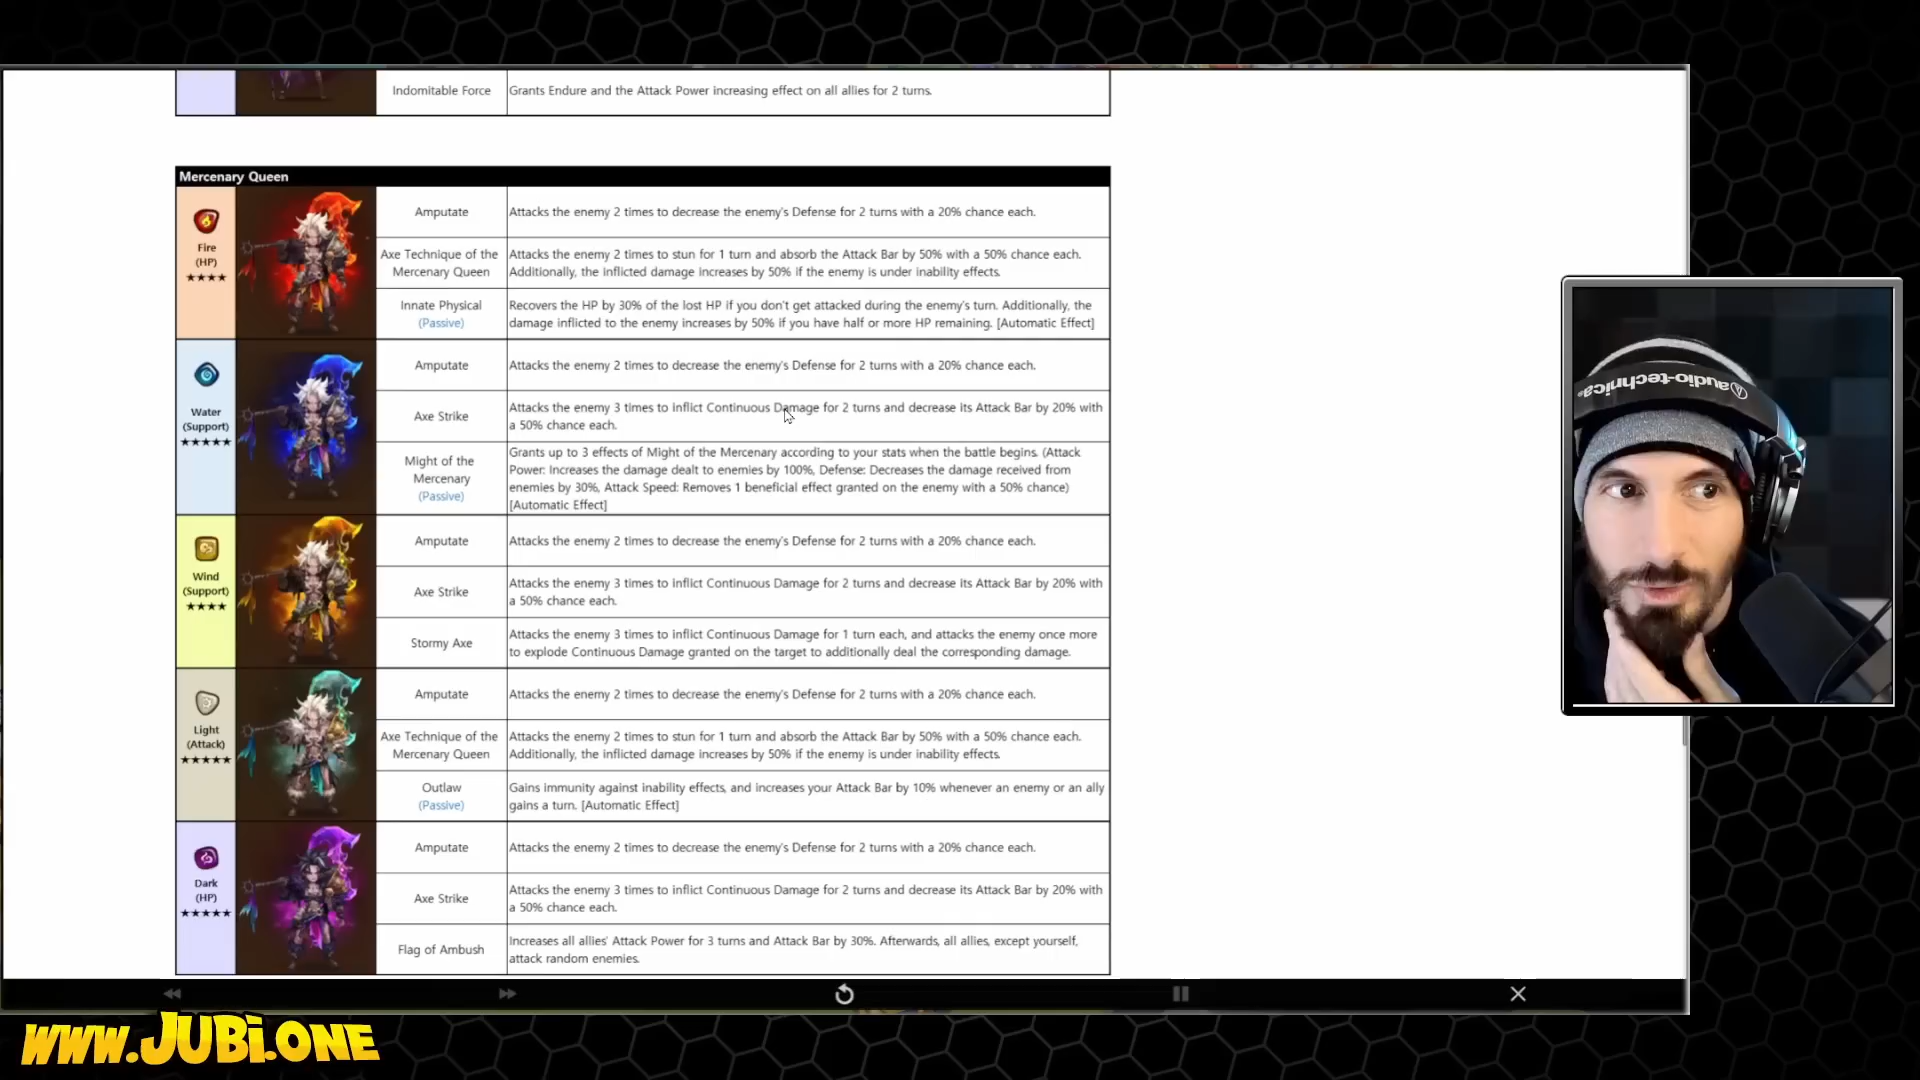 Indomitable Force
Grants Endure and the Attack Power increasing effect on all allies for 2 turns.
Mercenary Queen
Fire
(HP)
★★★★
Amputate
Attacks the enemy 2 times to decrease the enemy's Defense for 2 turns with a 20% chance each.
Axe Technique of the
Mercenary Queen
Attacks the enemy 2 times to stun for 1 turn and absorb the Attack Bar by 50% with a 50% chance each.
Additionally, the inflicted damage increases by 50% if the enemy is under inability effects.
Innate Physical
(Passive)
Recovers the HP by 30% of the lost HP if you don't get attacked during the enemy's turn. Additionally, the
damage inflicted to the enemy increases by 50% if you have half or more HP remaining. [Automatic Effect]
Water
(Support)
★★★★★
Amputate
Attacks the enemy 2 times to decrease the enemy's Defense for 2 turns with a 20% chance each.
Axe Strike
Attacks the enemy 3 times to inflict Continuous Damage for 2 turns and decrease its Attack Bar by 20% with
a 50% chance each.
Might of the
Mercenary
(Passive)
Grants up to 3 effects of Might of the Mercenary according to your stats when the battle begins. (Attack
Power: Increases the damage dealt to enemies by 100%, Defense: Decreases the damage received from
enemies by 30%, Attack Speed: Removes 1 beneficial effect granted on the enemy with a 50% chance)
[Automatic Effect]
Wind
(Support)
★★★★
Amputate
Attacks the enemy 2 times to decrease the enemy's Defense for 2 turns with a 20% chance each.
Axe Strike
Attacks the enemy 3 times to inflict Continuous Damage for 2 turns and decrease its Attack Bar by 20% with
a 50% chance each.
Stormy Axe
Attacks the enemy 3 times to inflict Continuous Damage for 1 turn each, and attacks the enemy once more
to explode Continuous Damage granted on the target to additionally deal the corresponding damage.
Light
(Attack)
★★★★★
Amputate
Attacks the enemy 2 times to decrease the enemy's Defense for 2 turns with a 20% chance each.
Axe Technique of the
Mercenary Queen
Attacks the enemy 2 times to stun for 1 turn and absorb the Attack Bar by 50% with a 50% chance each.
Additionally, the inflicted damage increases by 50% if the enemy is under inability effects.
Outlaw
(Passive)
Gains immunity against inability effects, and increases your Attack Bar by 10% whenever an enemy or an ally
gains a turn. [Automatic Effect]
Dark
(HP)
★★★★★
Amputate
Attacks the enemy 2 times to decrease the enemy's Defense for 2 turns with a 20% chance each.
Axe Strike
Attacks the enemy 3 times to inflict Continuous Damage for 2 turns and decrease its Attack Bar by 20% with
a 50% chance each.
Flag of Ambush
Increases all allies' Attack Power for 3 turns and Attack Bar by 30%. Afterwards, all allies, except yourself,
attack random enemies.
audio-technica
WWW.JUBI.ONE